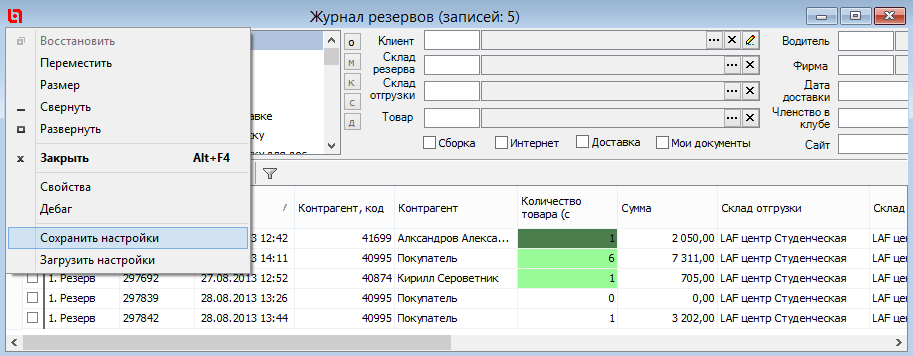 Журнал резервов (записей: 5)
Восстановить
Переместить
Размер
Свернуть
Развернуть
Закрыть Alt+F4
Свойства
Дебаг
Сохранить настройки
Загрузить настройки
авке
ку
о
м
к
с
д
Клиент
Склад
резерва
Склад
отгрузки
Товар
Водитель
Фирма
Дата
доставки
Членство в
клубе
Сайт
Сборка Интернет Доставка Мои документы
Контрагент, код Контрагент Количество товара (с Сумма Склад отгрузки Склад
3 12:42 41699 Алксандров Алекса... 1 2 050,00 LAF центр Студенческая LAF цен
3 14:11 40995 Покупатель 6 7 311,00 LAF центр Студенческая LAF цен
1. Резерв 297692 27.08.2013 12:52 40874 Кирилл Сероветник 1 705,00 LAF центр Студенческая LAF цен
1. Резерв 297839 28.08.2013 13:26 40995 Покупатель 0 0,00 LAF центр Студенческая LAF цен
1. Резерв 297842 28.08.2013 13:44 40995 Покупатель 1 3 202,00 LAF центр Студенческая LAF цен